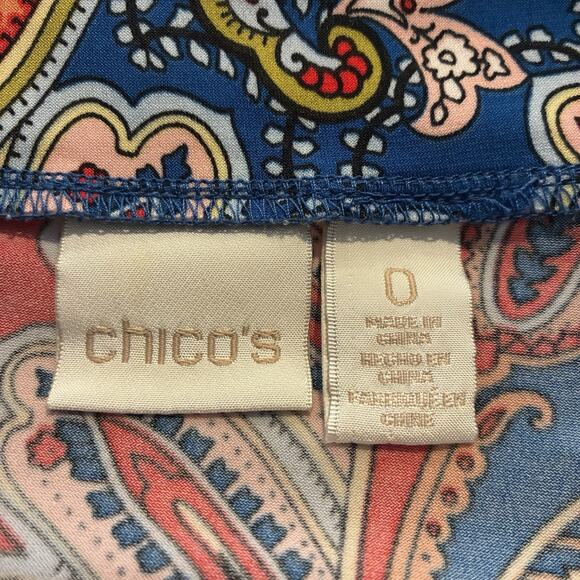 chico's
0
MADE IN
CHINA
HECHO EN
CHINA
FABRIQUÉ EN
CHINE